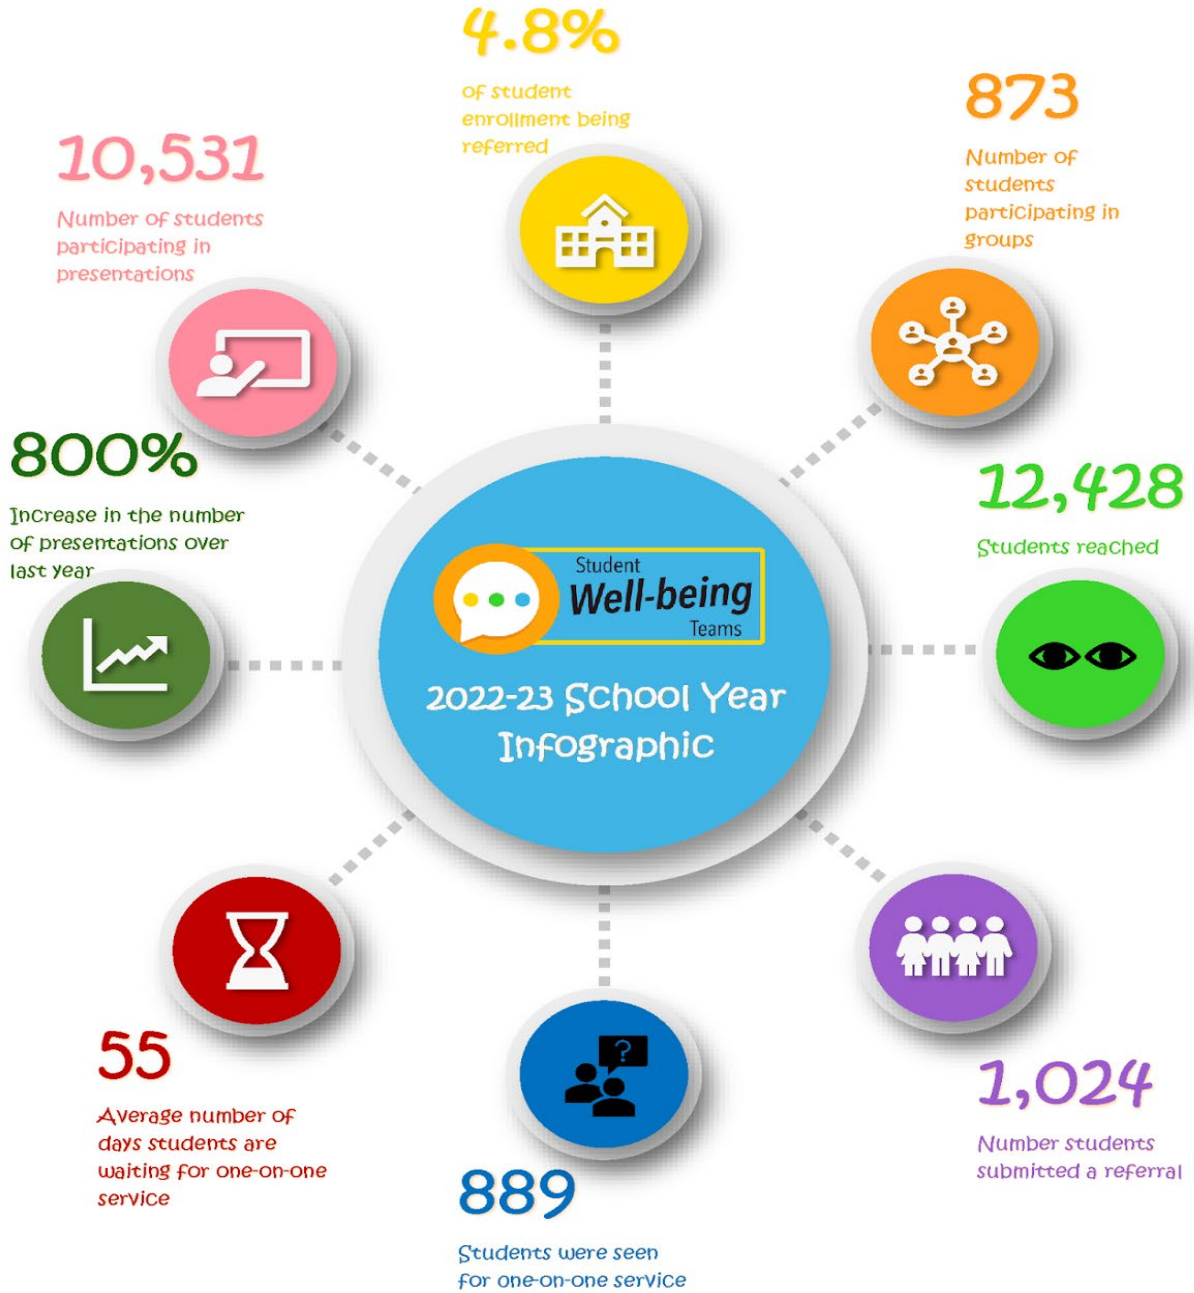 4.8%
of student
enrollment being
referred
873
Number of
students
participating in
groups
10,531
Number of students
participating in
presentations
800%
Increase in the number
of presentations over
last year
12,428
Students reached
Student
Well-being
Teams
2022-23 School Year
Infographic
55
Average number of
days students are
waiting for one-on-one
service
?
889
Students were seen
for one-on-one service
1,024
Number students
submitted a referral